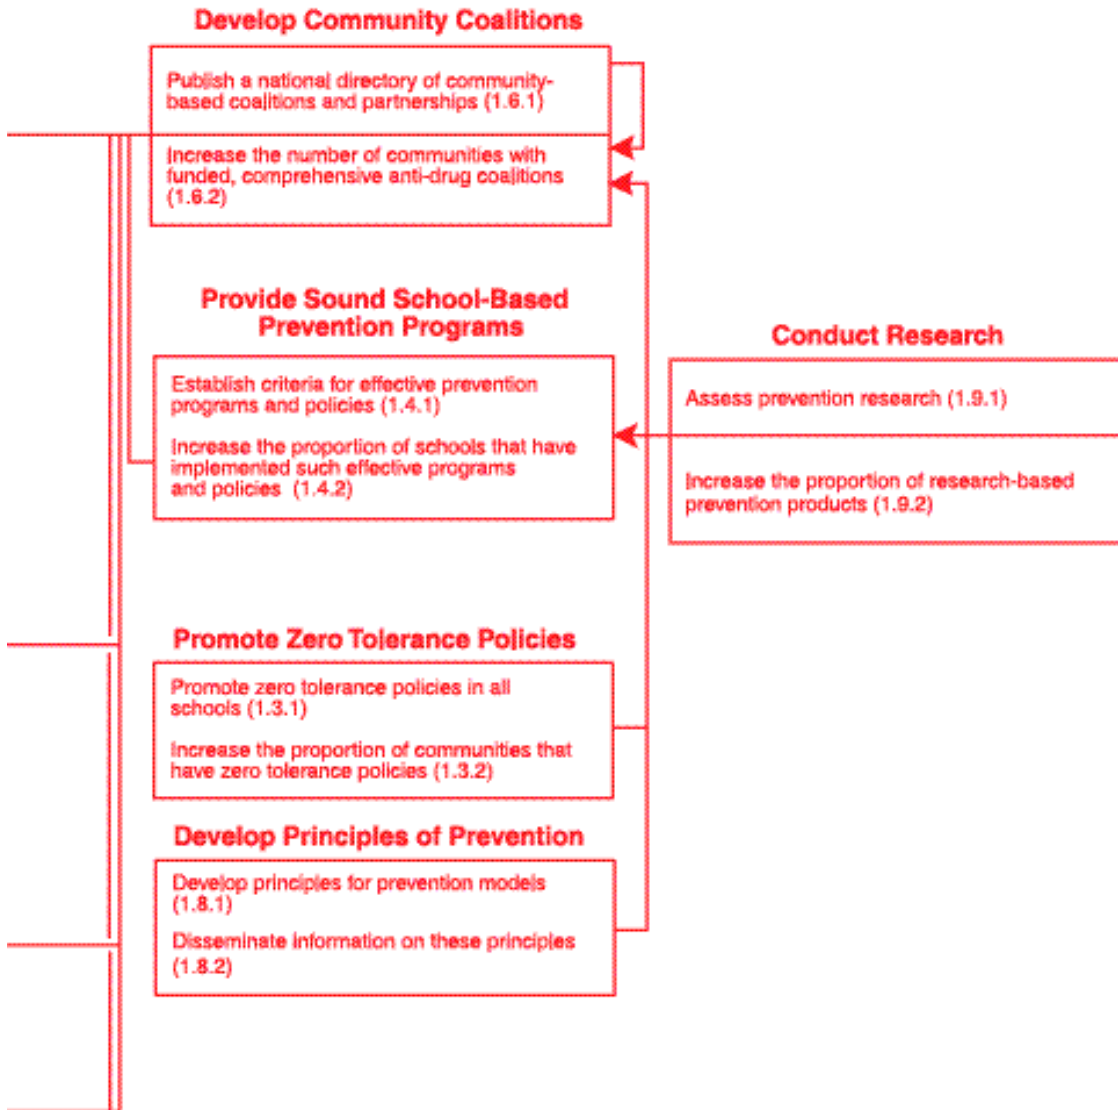 Develop Community Coalitions
Publish a national directory of community-
based coalitions and partnerships (1.6.1)
Increase the number of communities with
funded, comprehensive anti-drug coalitions
(1.6.2)
Provide Sound School-Based
Prevention Programs
Establish criteria for effective prevention
programs and policies (1.4.1)
Increase the proportion of schools that have
implemented such effective programs
and policies (1.4.2)
Conduct Research
Assess prevention research (1.9.1)
Increase the proportion of research-based
prevention products (1.9.2)
Promote Zero Tolerance Policies
Promote zero tolerance policies in all
schools (1.3.1)
Increase the proportion of communities that
have zero tolerance policies (1.3.2)
Develop Principles of Prevention
Develop principles for prevention models
(1.8.1)
Disseminate information on these principles
(1.8.2)